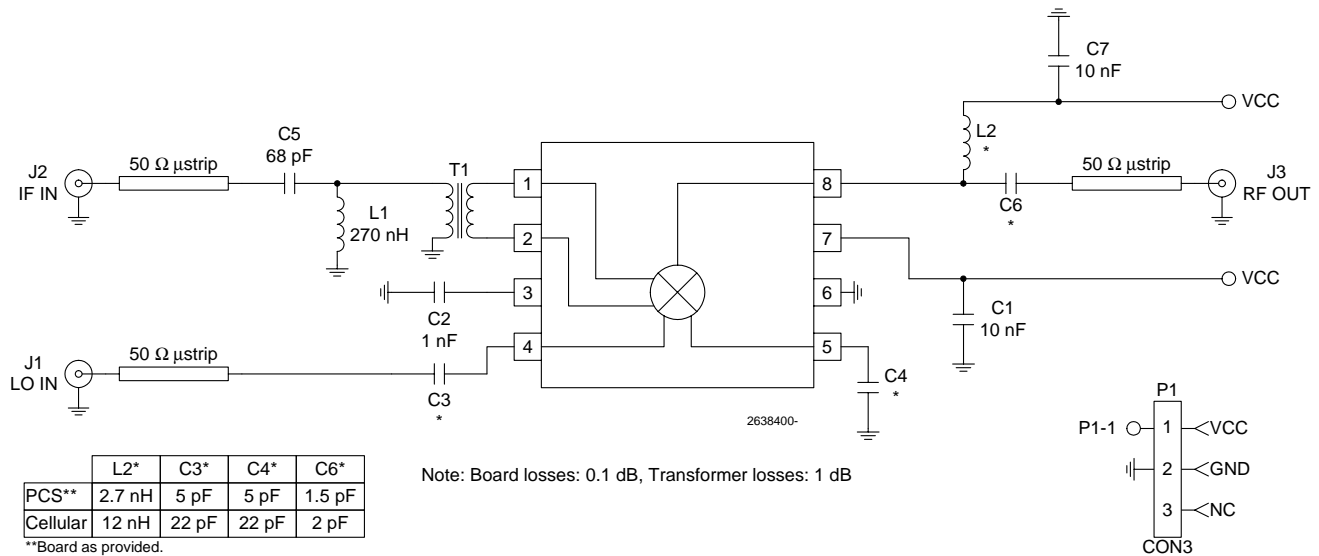 C7
10 nF
VCC
L2
*
C5
68 pF
J2
IF IN
50 Ω μstrip
L1
270 nH
T1
1
2
3
4
8
7
6
5
C6
*
50 Ω μstrip
J3
RF OUT
VCC
C1
10 nF
C2
1 nF
J1
LO IN
50 Ω μstrip
C3
*
C4
*
2638400-
P1
P1-1
1
VCC
2
GND
3
NC
CON3
L2* C3* C4* C6*
PCS** 2.7 nH 5 pF 5 pF 1.5 pF
Cellular 12 nH 22 pF 22 pF 2 pF
**Board as provided.
Note: Board losses: 0.1 dB, Transformer losses: 1 dB